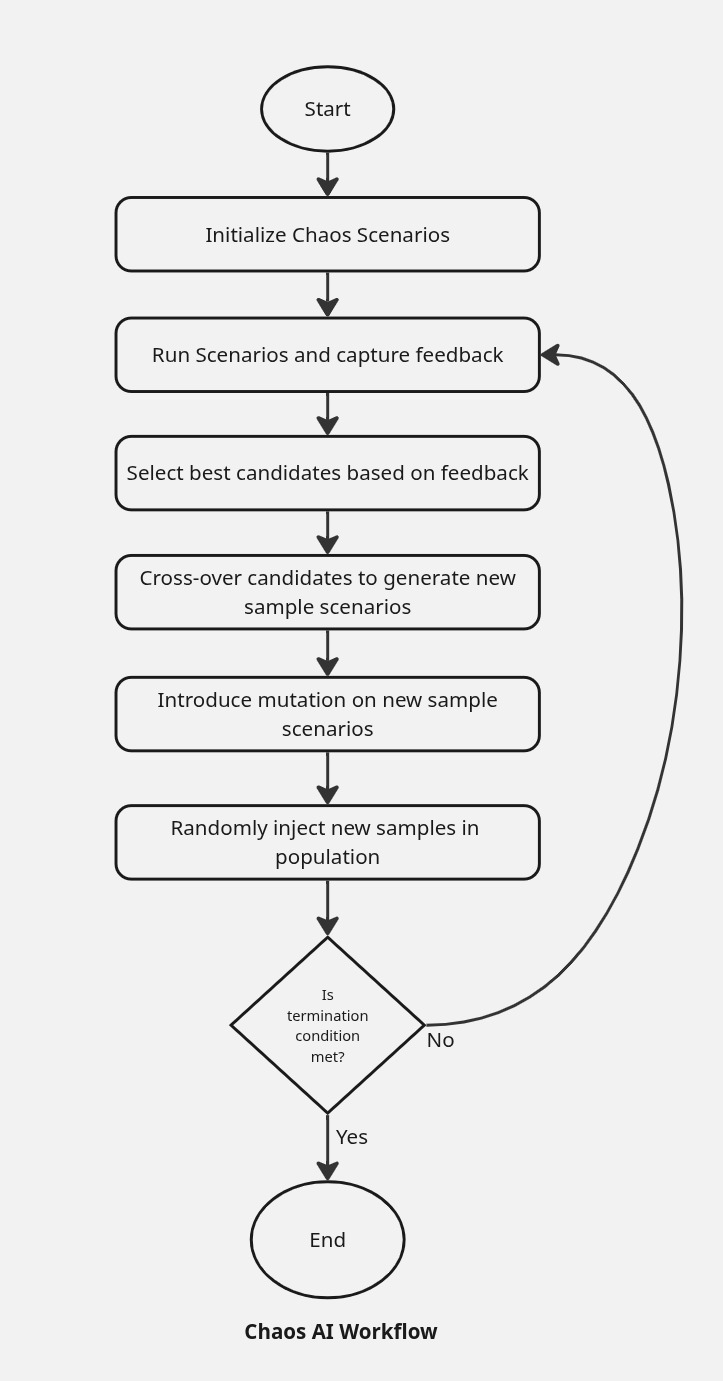 Start
Initialize Chaos Scenarios
Run Scenarios and capture feedback
Select best candidates based on feedback
Cross-over candidates to generate new
sample scenarios
Introduce mutation on new sample
scenarios
Randomly inject new samples in
population
Is
termination
condition
met?
No
Yes
End
Chaos AI Workflow